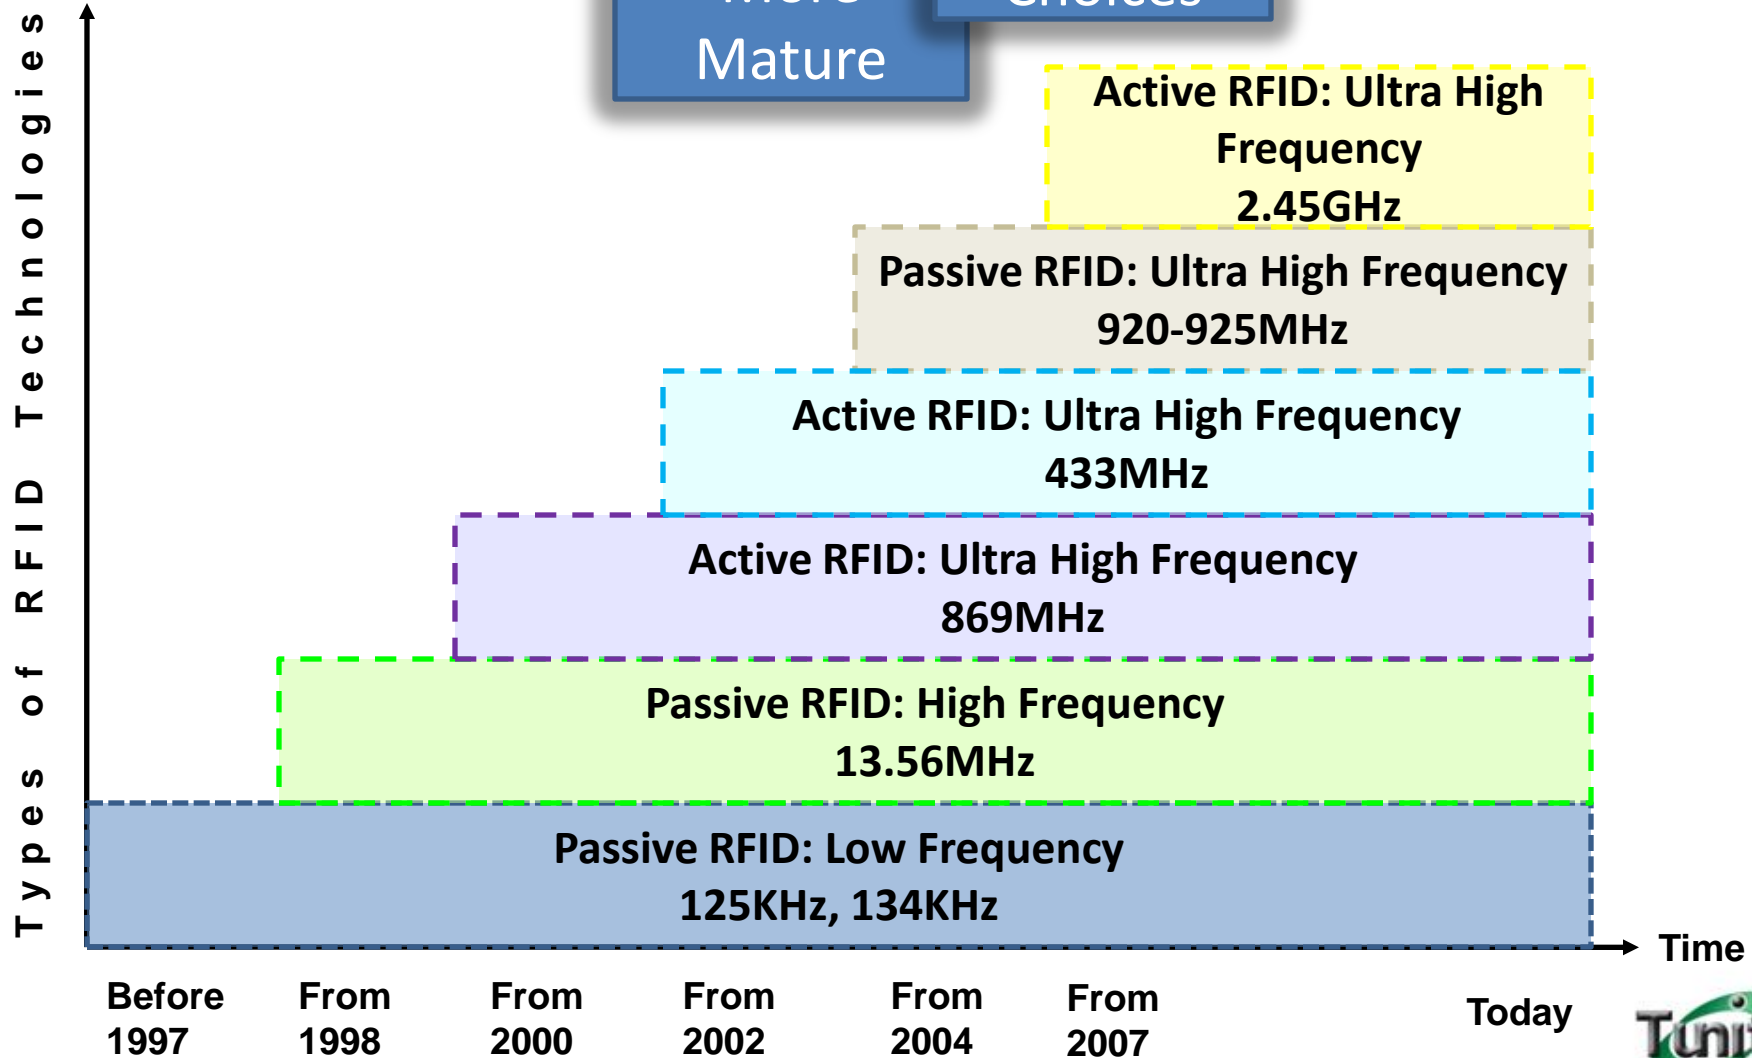 More
Mature
Choices
Types of RFID Technologies
Active RFID: Ultra High
Frequency
2.45GHz
Passive RFID: Ultra High Frequency
920-925MHz
Active RFID: Ultra High Frequency
433MHz
Active RFID: Ultra High Frequency
869MHz
Passive RFID: High Frequency
13.56MHz
Passive RFID: Low Frequency
125KHz, 134KHz
Time
Before
1997
From
1998
From
2000
From
2002
From
2004
From
2007
Today